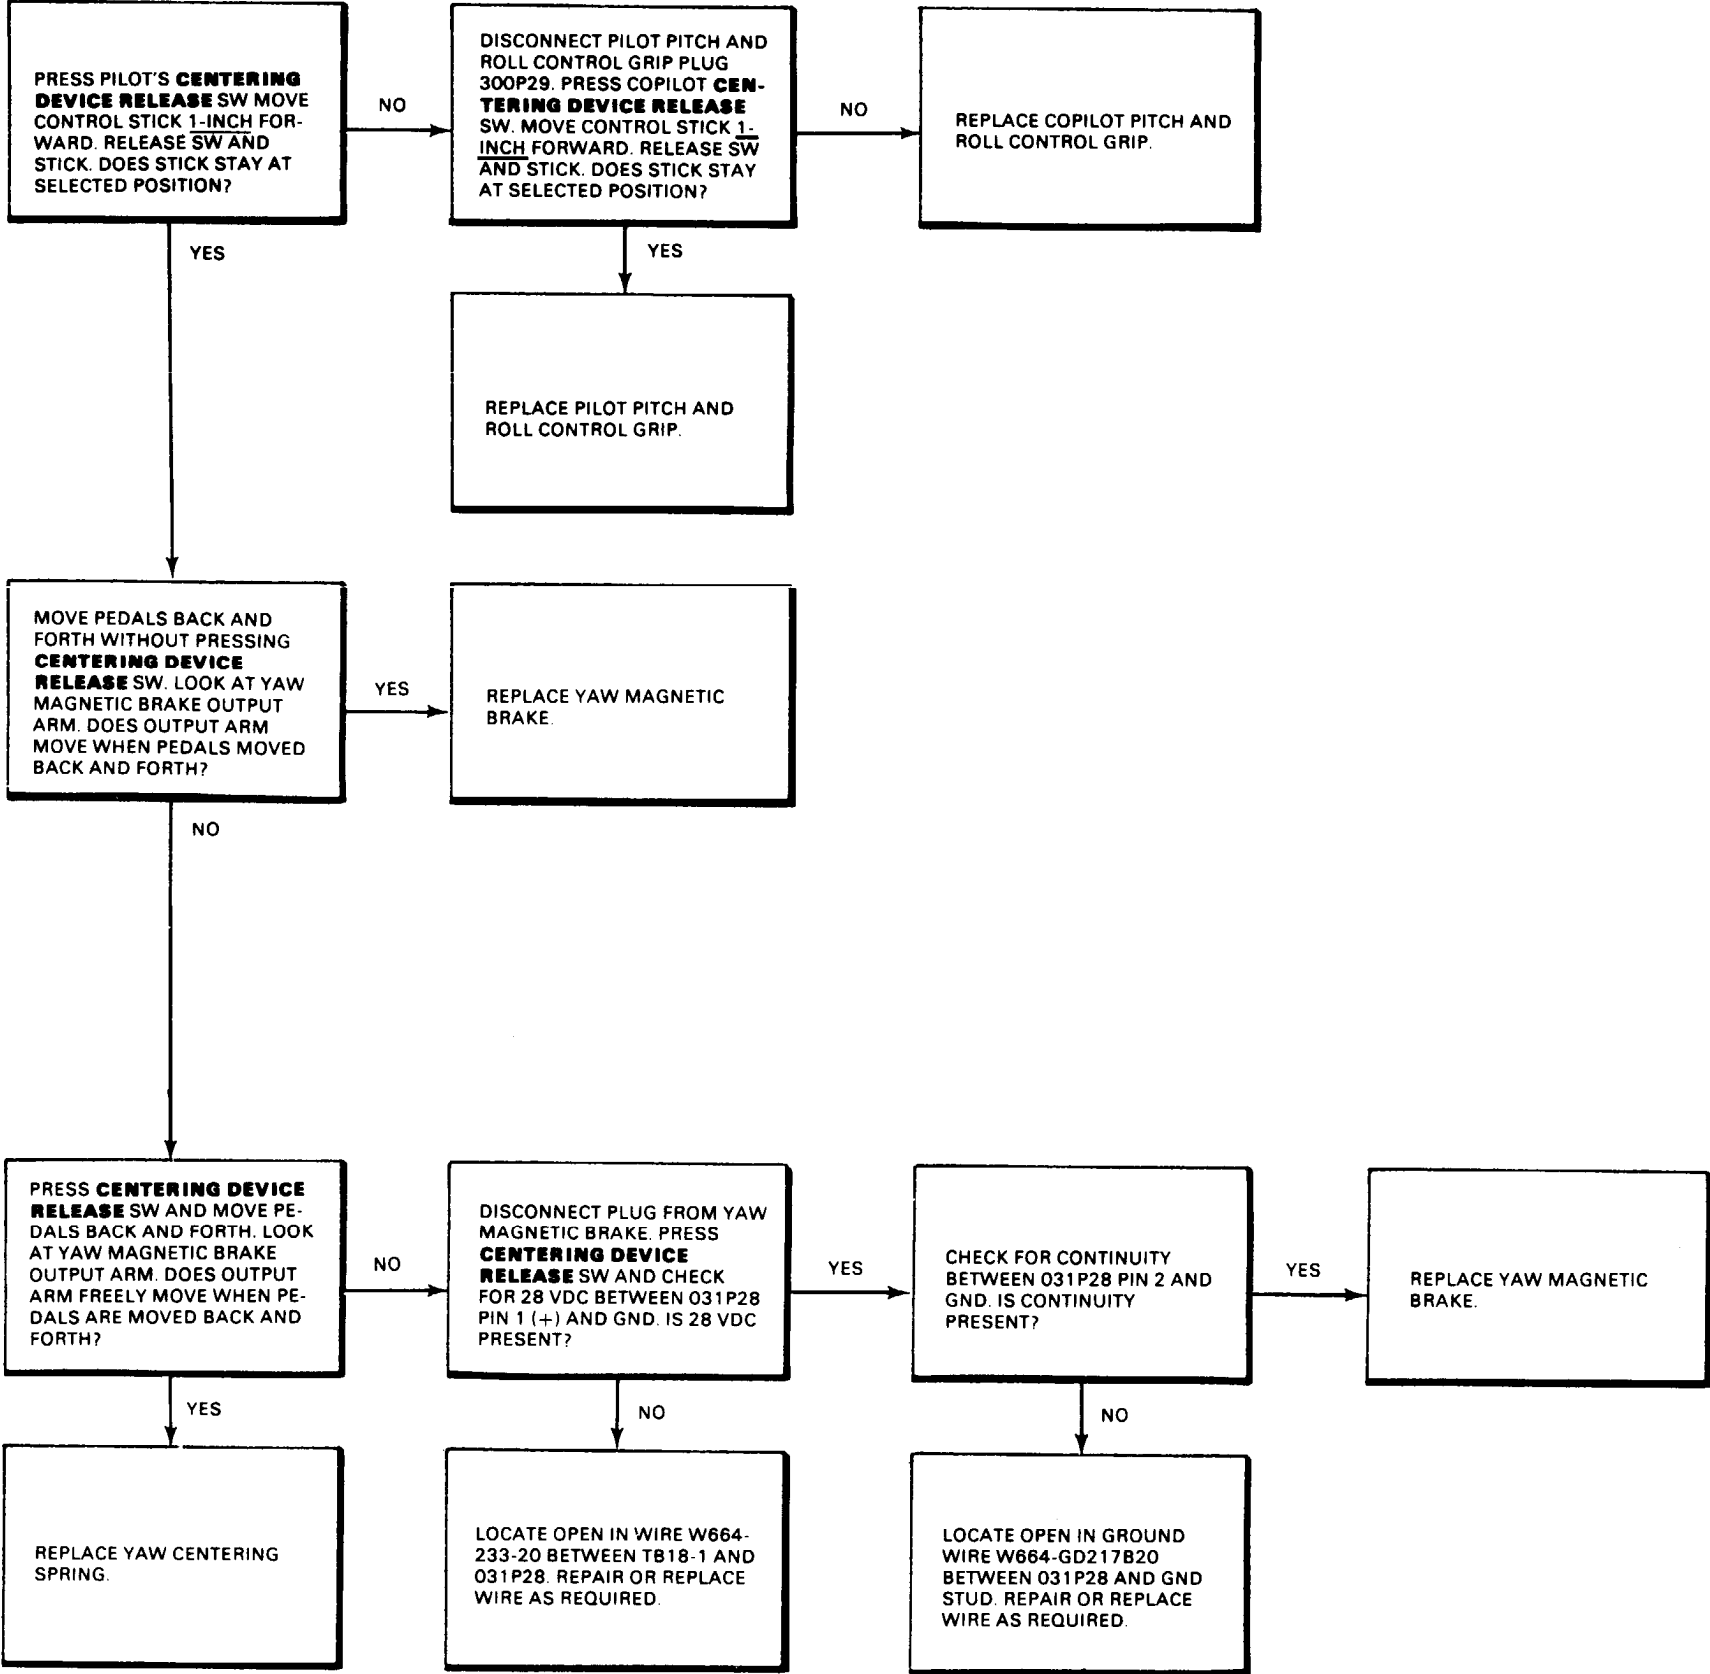 PRESS PILOT'S CENTERING
DEVICE RELEASE SW MOVE
CONTROL STICK 1-INCH FOR-
WARD. RELEASE SW AND
STICK. DOES STICK STAY AT
SELECTED POSITION?
NO
DISCONNECT PILOT PITCH AND
ROLL CONTROL GRIP PLUG
300P29. PRESS COPILOT CEN-
TERING DEVICE RELEASE
SW. MOVE CONTROL STICK 1-
INCH FORWARD. RELEASE SW
AND STICK. DOES STICK STAY
AT SELECTED POSITION?
NO
REPLACE COPILOT PITCH AND
ROLL CONTROL GRIP.
YES
YES
REPLACE PILOT PITCH AND
ROLL CONTROL GRIP.
MOVE PEDALS BACK AND
FORTH WITHOUT PRESSING
CENTERING DEVICE
RELEASE SW. LOOK AT YAW
MAGNETIC BRAKE OUTPUT
ARM. DOES OUTPUT ARM
MOVE WHEN PEDALS MOVED
BACK AND FORTH?
YES
REPLACE YAW MAGNETIC
BRAKE.
NO
PRESS CENTERING DEVICE
RELEASE SW AND MOVE PE-
DALS BACK AND FORTH. LOOK
AT YAW MAGNETIC BRAKE
OUTPUT ARM. DOES OUTPUT
ARM FREELY MOVE WHEN PE-
DALS ARE MOVED BACK AND
FORTH?
NO
DISCONNECT PLUG FROM YAW
MAGNETIC BRAKE. PRESS
CENTERING DEVICE
RELEASE SW AND CHECK
FOR 28 VDC BETWEEN 031P28
PIN 1 (+) AND GND. IS 28 VDC
PRESENT?
YES
CHECK FOR CONTINUITY
BETWEEN 031P28 PIN 2 AND
GND. IS CONTINUITY
PRESENT?
YES
REPLACE YAW MAGNETIC
BRAKE.
YES
NO
NO
REPLACE YAW CENTERING
SPRING.
LOCATE OPEN IN WIRE W664-
233-20 BETWEEN TB18-1 AND
031P28. REPAIR OR REPLACE
WIRE AS REQUIRED.
LOCATE OPEN IN GROUND
WIRE W664-GD217B20
BETWEEN 031P28 AND GND
STUD. REPAIR OR REPLACE
WIRE AS REQUIRED.